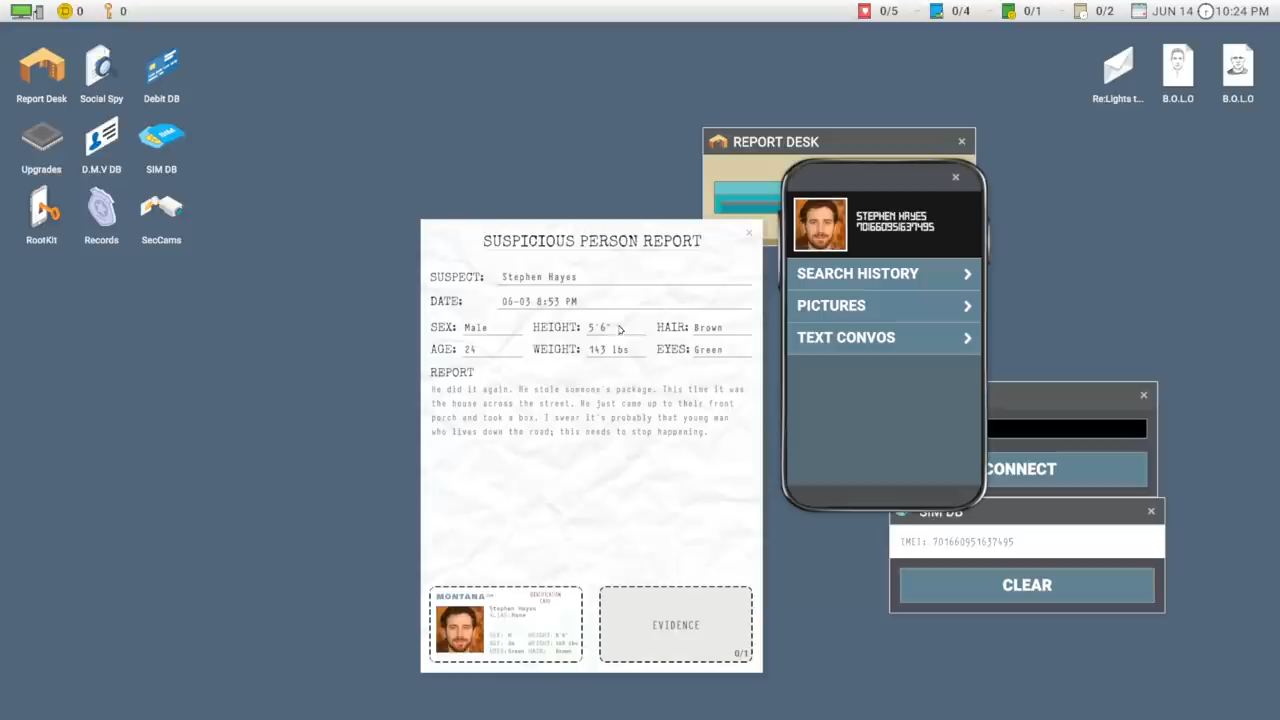 0 0 0/5 0/4 0/1 0/2 JUN 14 10:24 PM
Report Desk Social Spy Debit DB
Upgrades D.M.V DB SIM DB
RootKit Records SecCams
Re:Lights t... B.O.L.O B.O.L.O
REPORT DESK
SUSPICIOUS PERSON REPORT
SUSPECT: Stephen Hayes
DATE: 06-03 8:53 PM
SEX: Male HEIGHT: 5'6" HAIR: Brown
AGE: 24 WEIGHT: 143 lbs EYES: Green
REPORT
He did it again. He stole someone's package. This time it was
the house across the street. He just came up to their front
porch and took a box. I swear it's probably that young man
who lives down the road; this needs to stop happening.
MONTANA IDENTIFICATION CARD
Stephen Hayes
EVIDENCE
0/1
STEPHEN HAYES
701660951637495
SEARCH HISTORY
PICTURES
TEXT CONVOS
CONNECT
SIM DB
IMEI: 701660951637495
CLEAR